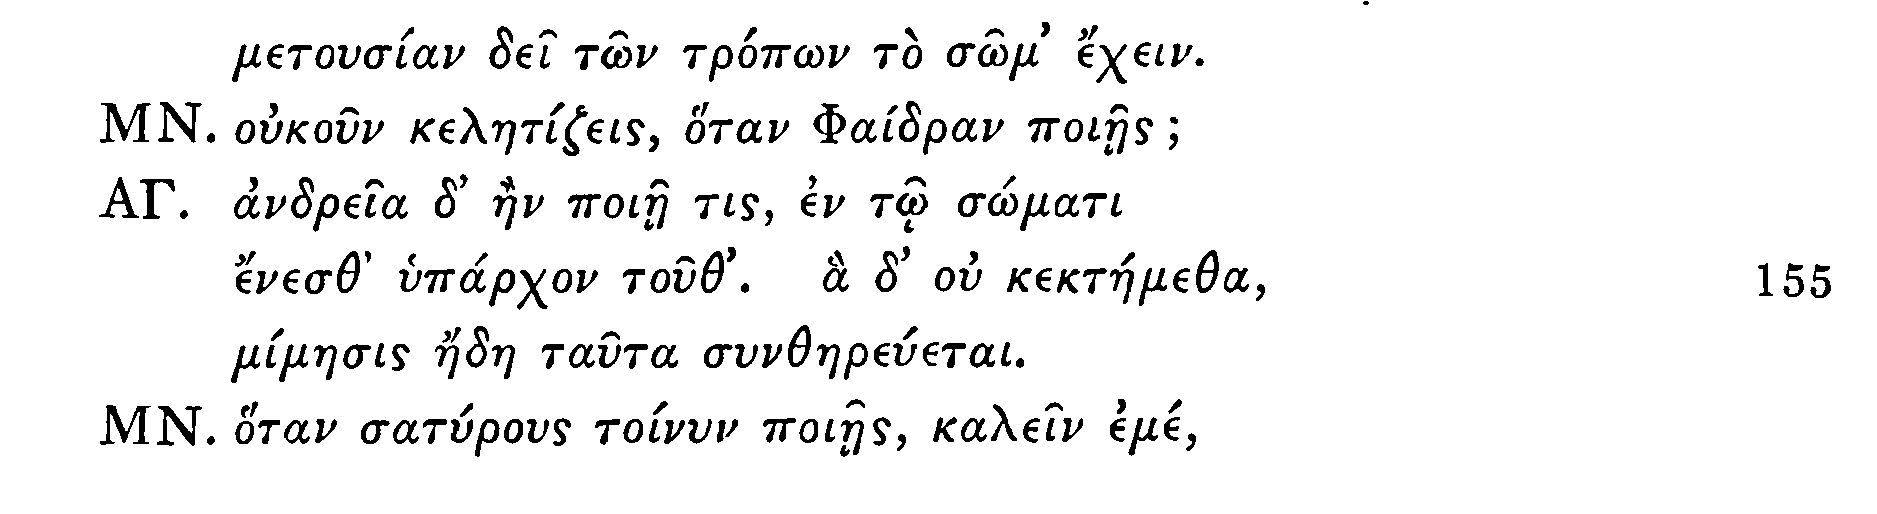 μετουσίαν δεῖ τῶν τρόπων τὸ σῶμ’ ἔχειν.
ΜΝ. οὐκοῦν κελητίζεις, ὅταν Φαίδραν ποιῇς;
ΑΓ. ἀνδρεῖα δ’ ἢν ποιῇ τις, ἐν τῷ σώματι
ἔνεσθ’ ὑπάρχον τοῦθ’. ἃ δ’ οὐ κεκτήμεθα, 155
μίμησις ἤδη ταῦτα συνθηρεύεται.
ΜΝ. ὅταν σατύρους τοίνυν ποιῇς, καλεῖν ἐμέ,